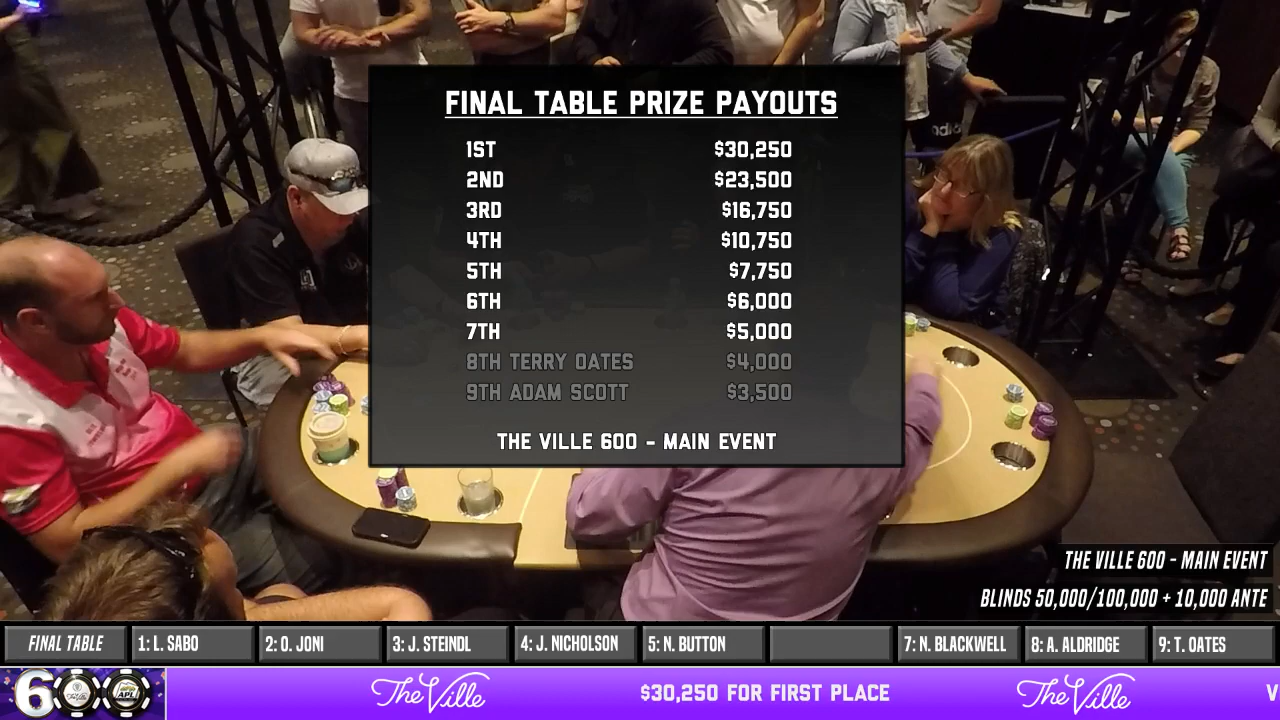 FINAL TABLE PRIZE PAYOUTS
1ST $30,250
2ND $23,500
3RD $16,750
4TH $10,750
5TH $7,750
6TH $6,000
7TH $5,000
8TH TERRY OATES $4,000
9TH ADAM SCOTT $3,500
THE VILLE 600 - MAIN EVENT
THE VILLE 600 - MAIN EVENT
BLINDS 50,000/100,000 + 10,000 ANTE
FINAL TABLE 1: L. SABO 2: O. JONI 3: J. STEINDL 4: J. NICHOLSON 5: N. BUTTON 7: N. BLACKWELL 8: A. ALDRIDGE 9: T. OATES
600 APL The Ville $30,250 FOR FIRST PLACE The Ville V